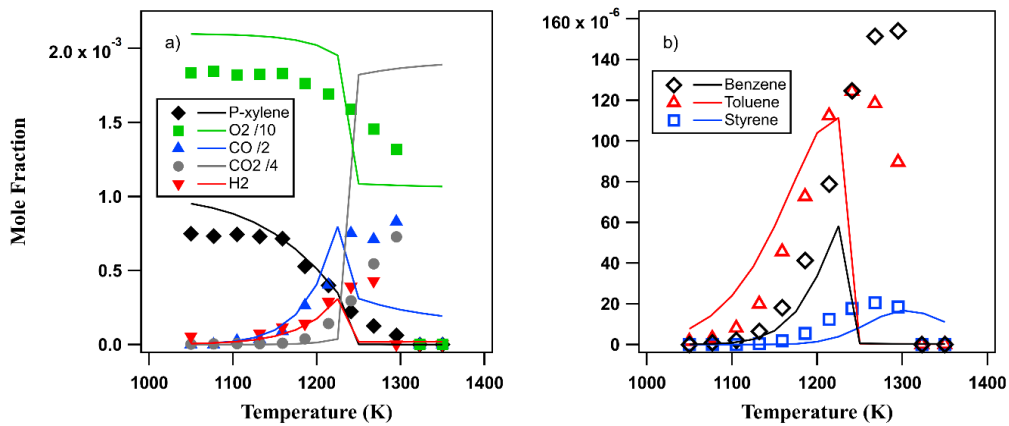 a)
2.0
×10⁻³
1.5
1.0
0.5
0.0
Mole Fraction
P-xylene
O2 /10
CO /2
CO2 /4
H2
1000
1100
1200
1300
1400
Temperature (K)
b)
160
×10⁻⁶
140
120
100
80
60
40
20
0
Benzene
Toluene
Styrene
1000
1100
1200
1300
1400
Temperature (K)